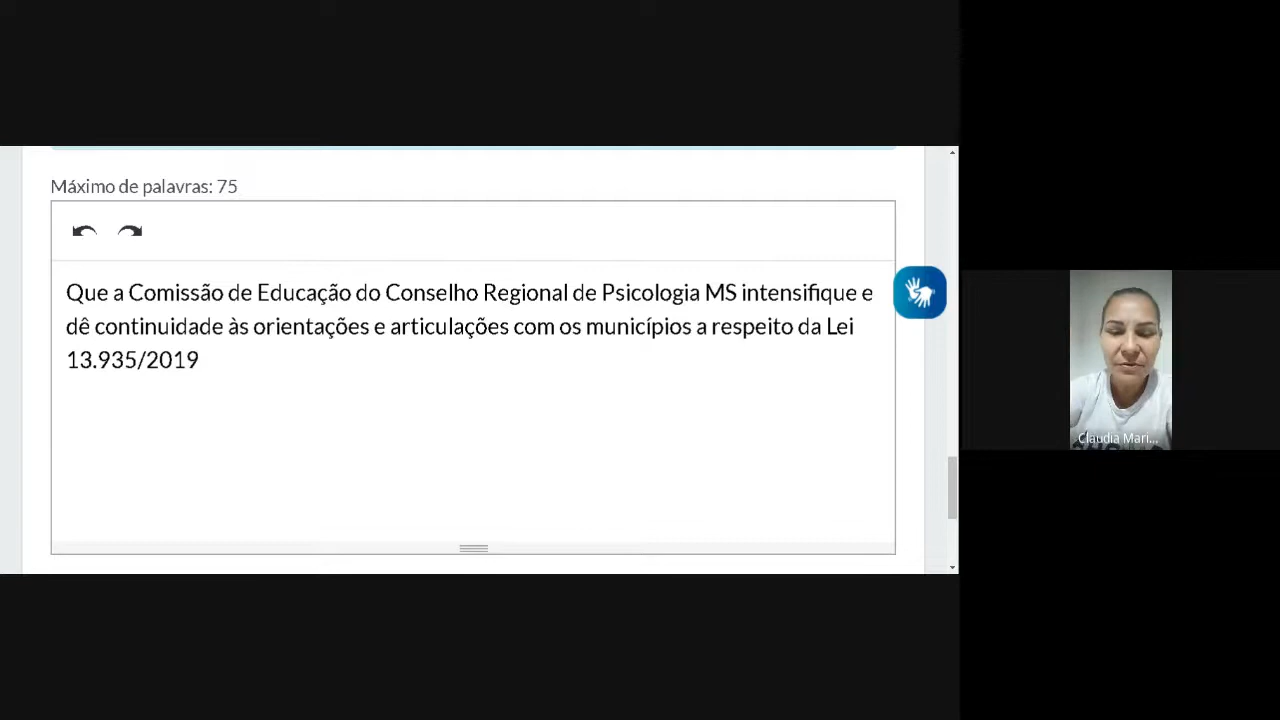 Máximo de palavras: 75
Que a Comissão de Educação do Conselho Regional de Psicologia MS intensifique e
dê continuidade às orientações e articulações com os municípios a respeito da Lei
13.935/2019
Claudia Mari...